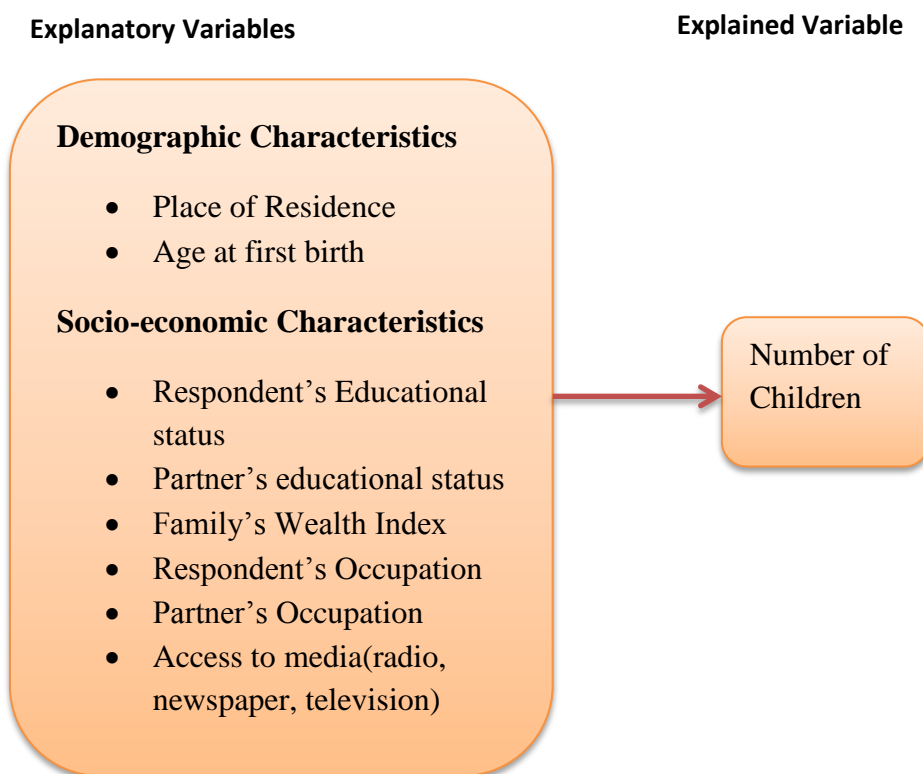 Explanatory Variables
Explained Variable
Demographic Characteristics
• Place of Residence
• Age at first birth
Socio-economic Characteristics
• Respondent’s Educational
status
• Partner’s educational status
• Family’s Wealth Index
• Respondent’s Occupation
• Partner’s Occupation
• Access to media(radio,
newspaper, television)
Number of
Children